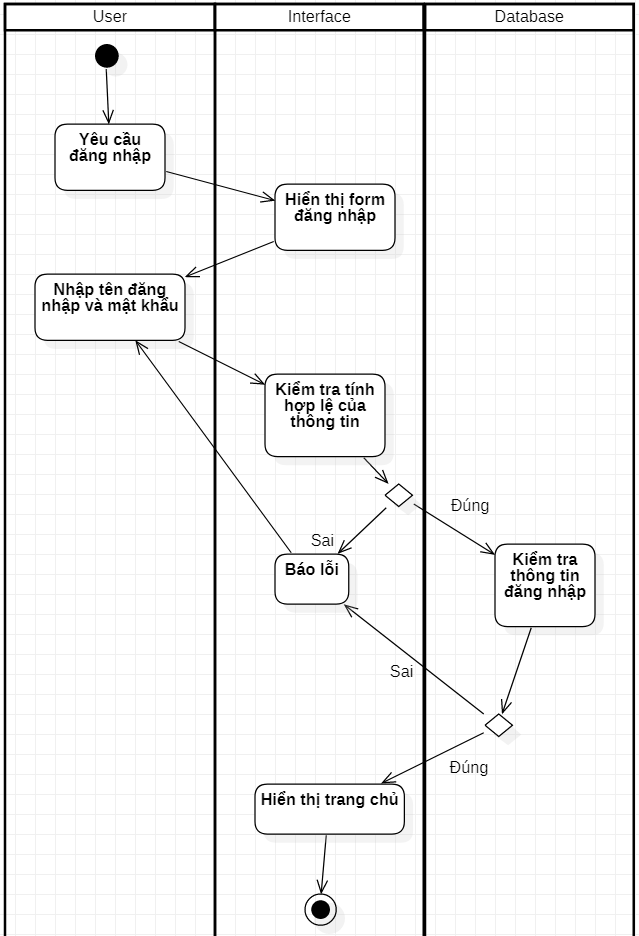 User
Interface
Database
Yêu cầu
đăng nhập
Hiển thị form
đăng nhập
Nhập tên đăng
nhập và mật khẩu
Kiểm tra tính
hợp lệ của
thông tin
Đúng
Sai
Báo lỗi
Kiểm tra
thông tin
đăng nhập
Sai
Đúng
Hiển thị trang chủ